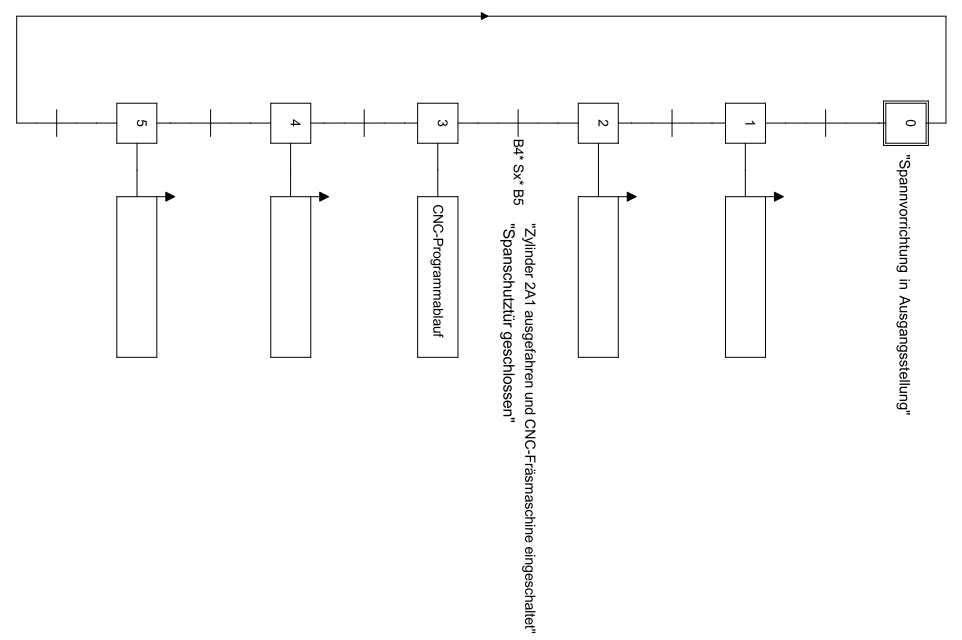 0
"Spannvorrichtung in Ausgangsstellung"
1
2
B4* Sx* B5
"Zylinder 2A1 ausgefahren und CNC-Fräsmaschine eingeschaltet"
"Spanschutztür geschlossen"
3
CNC-Programmablauf
4
5